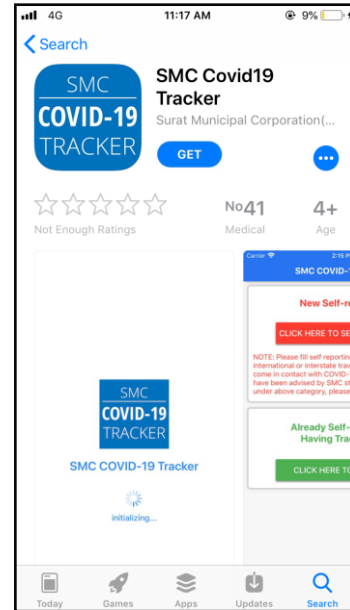 4G 11:17 AM 9%
Search
SMC
COVID-19
TRACKER
SMC Covid19
Tracker
Surat Municipal Corporation(...
GET
No41 4+
Not Enough Ratings Medical Age
Carrier 2:15 P
SMC COVID-1
New Self-re
CLICK HERE TO SE
NOTE: Please fill self reporting
international or interstate trav
come in contact with COVID-
have been advised by SMC st
under above category, please
SMC
COVID-19
TRACKER
SMC COVID-19 Tracker
initializing...
Already Self-
Having Tra
CLICK HERE TO
Today Games Apps Updates Search